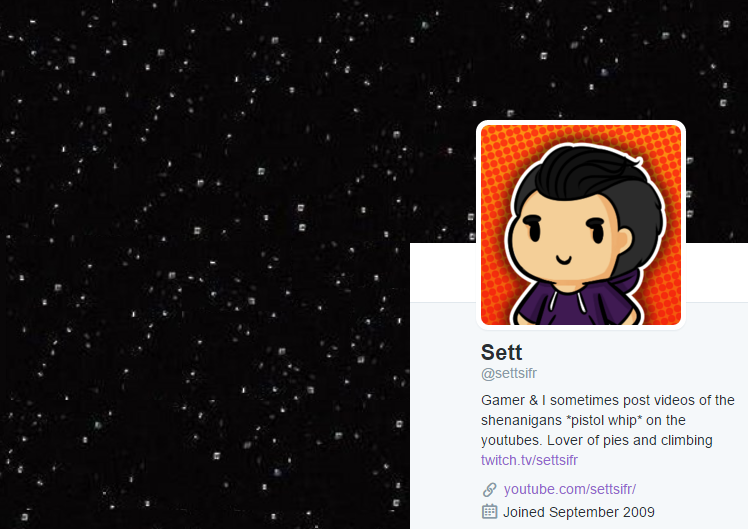 Sett
@settsifr
Gamer & I sometimes post videos of the
shenanigans *pistol whip* on the
youtubes. Lover of pies and climbing
twitch.tv/settsifr
youtube.com/settsifr/
Joined September 2009